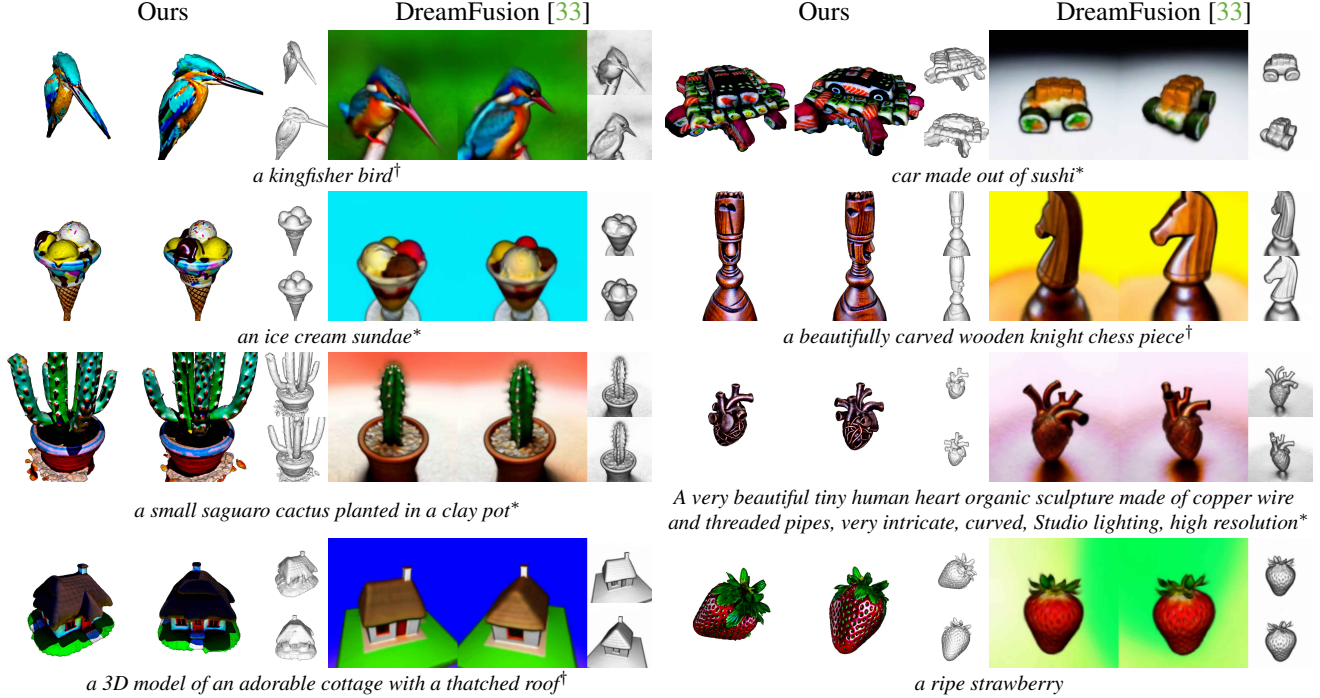 Ours DreamFusion [33] Ours DreamFusion [33]
a kingfisher bird†
car made out of sushi*
an ice cream sundae*
a beautifully carved wooden knight chess piece†
a small saguaro cactus planted in a clay pot*
A very beautiful tiny human heart organic sculpture made of copper wire
and threaded pipes, very intricate, curved, Studio lighting, high resolution*
a 3D model of an adorable cottage with a thatched roof†
a ripe strawberry